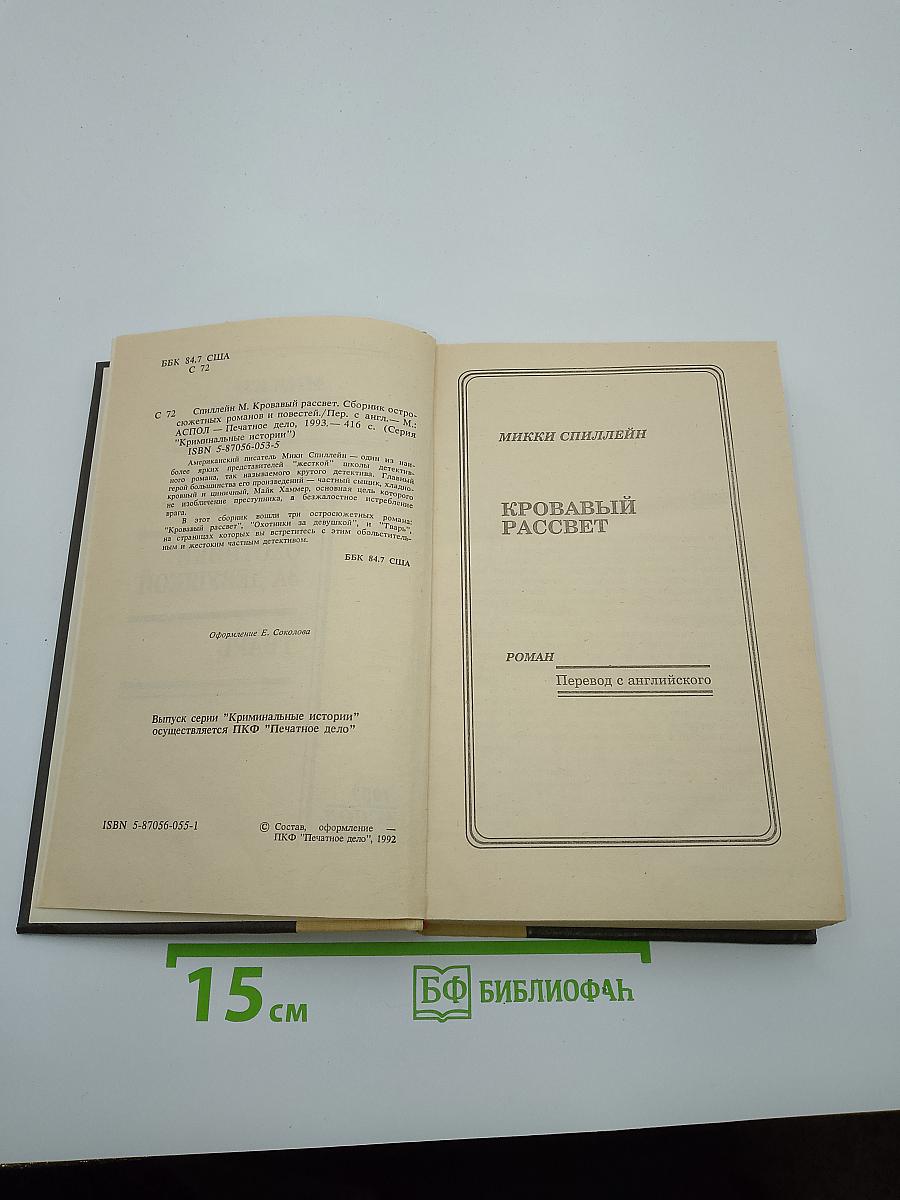 ББК 84.7 США
С 72
С 72 Спиллейн М. Кровавый рассвет. Сборник остро-
сюжетных романов и повестей./Пер. с англ.— М.:
АСПОЛ — Печатное дело, 1993.— 416 с. (Серия
"Криминальные истории")
ISBN 5-87056-053-5
Американский писатель Мики Спиллейн — один из наи-
более ярких представителей "жесткой" школы детектив-
ного романа, так называемого крутого детектива. Главный
герой большинства его произведений — частный сыщик, хладно-
кровный и циничный, Майк Хаммер, основная цель которого
не изобличение преступника, а безжалостное истребление
врага.
В этот сборник вошли три остросюжетных романа:
"Кровавый рассвет", "Охотники за девушкой", и "Тварь",
на страницах которых вы встретитесь с этим обольститель-
ным и жестоким частным детективом.
ББК 84.7 США
Оформление Е. Соколова
Выпуск серии "Криминальные истории"
осуществляется ПКФ "Печатное дело"
ISBN 5-87056-055-1
© Состав, оформление —
ПКФ "Печатное дело", 1992
МИККИ СПИЛЛЕЙН
КРОВАВЫЙ
РАССВЕТ
РОМАН
Перевод с английского
15 см
БФ БИБЛИОФАН